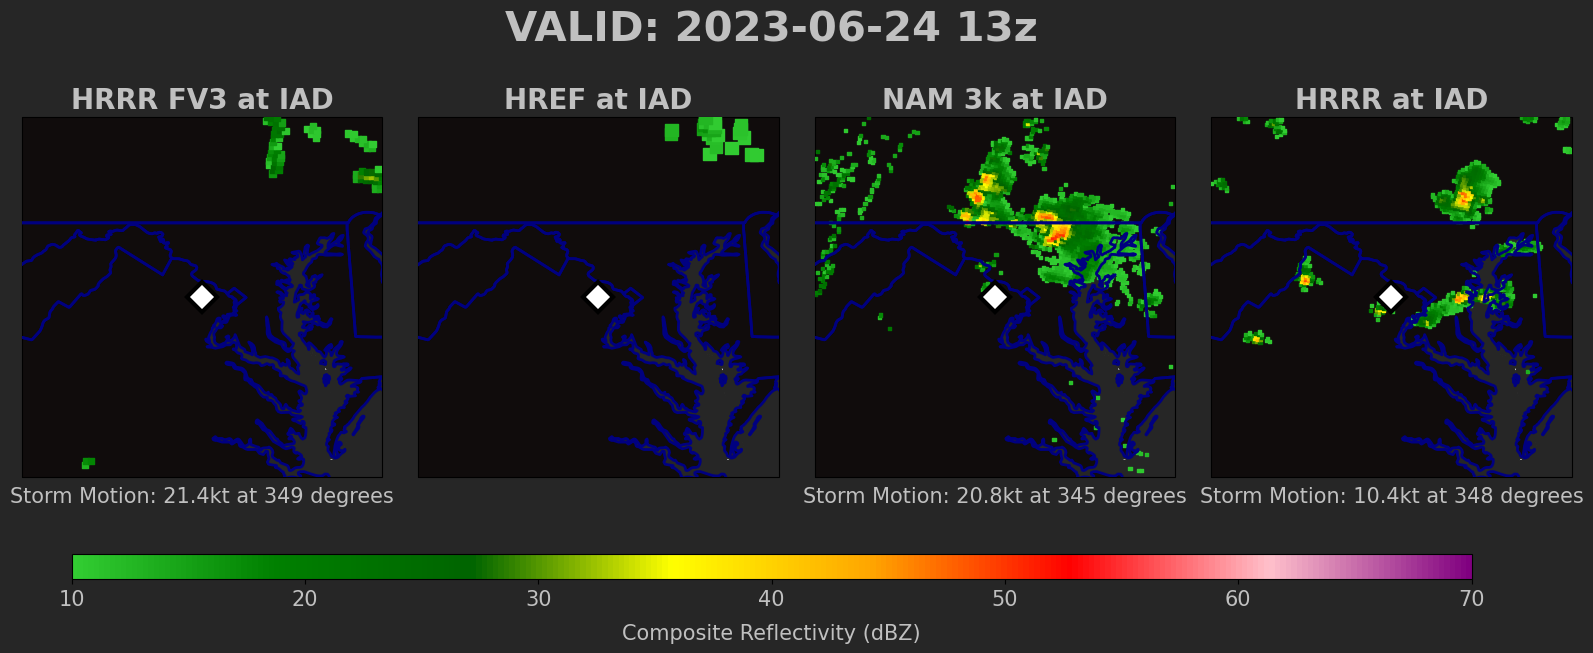 VALID: 2023-06-24 13z
HRRR FV3 at IAD
HREF at IAD
NAM 3k at IAD
HRRR at IAD
Storm Motion: 21.4kt at 349 degrees
Storm Motion: 20.8kt at 345 degrees
Storm Motion: 10.4kt at 348 degrees
10 20 30 40 50 60 70
Composite Reflectivity (dBZ)